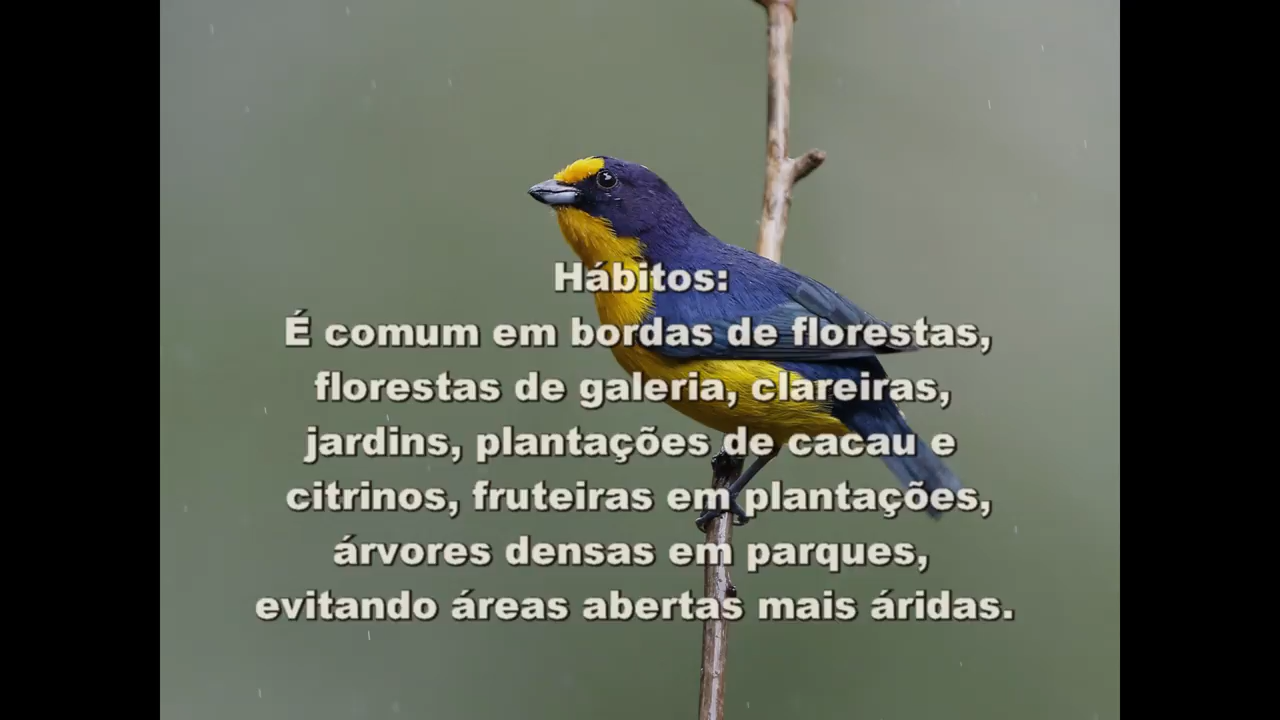 Hábitos:
É comum em bordas de florestas,
florestas de galeria, clareiras,
jardins, plantações de cacau e
citrinos, fruteiras em plantações,
árvores densas em parques,
evitando áreas abertas mais áridas.